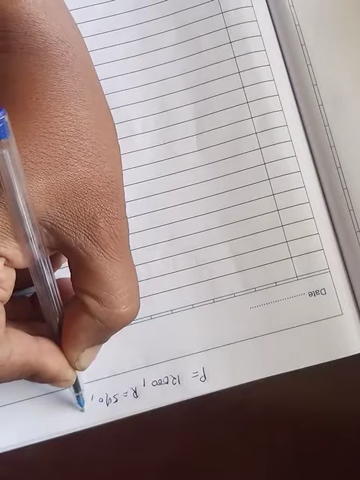 P = 12000, R = 5%,
Date